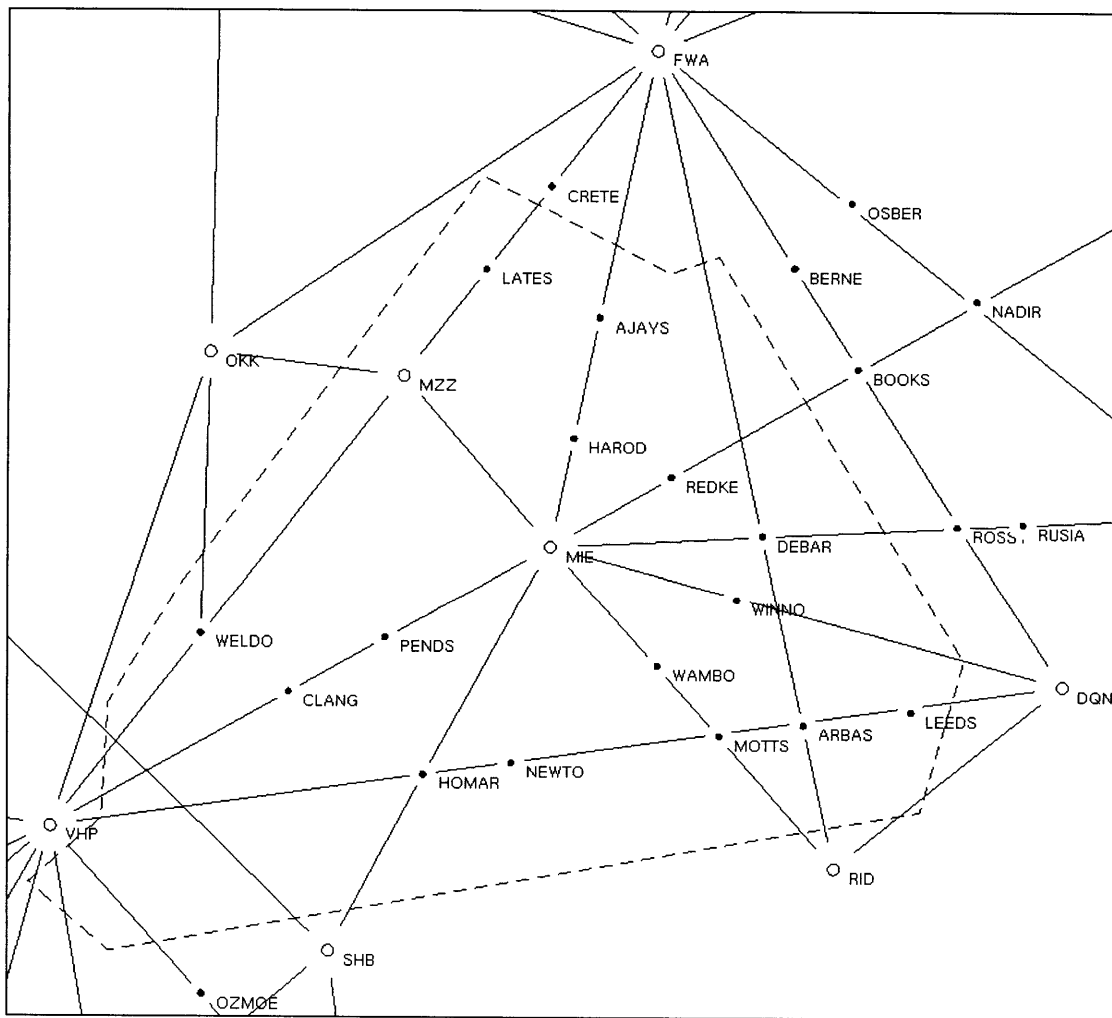 FWA
CRETE
OSBER
LATES
BERNE
NADIR
AJAYS
OKK
MZZ
BOOKS
HAROD
REDKE
MIE
DEBAR
ROSS
RUSIA
WINNO
WELDO
PENDS
WAMBO
CLANG
DQN
LEEDS
ARBAS
MOTTS
NEWTO
HOMAR
VHP
RID
SHB
OZMOE